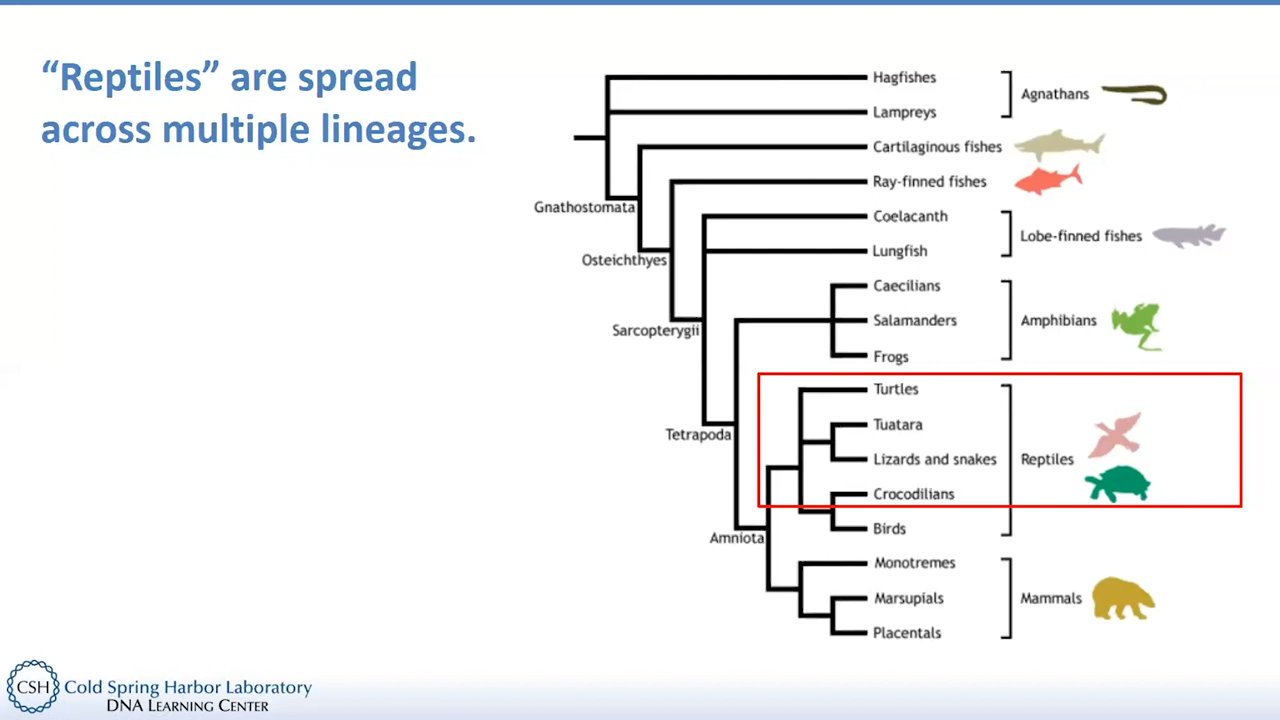 “Reptiles” are spread
across multiple lineages.
Hagfishes
Lampreys
Agnathans
Cartilaginous fishes
Ray-finned fishes
Gnathostomata
Coelacanth
Lungfish
Lobe-finned fishes
Osteichthyes
Caecilians
Salamanders
Frogs
Amphibians
Sarcopterygii
Turtles
Tuatara
Lizards and snakes
Crocodilians
Birds
Reptiles
Tetrapoda
Amniota
Monotremes
Marsupials
Placentals
Mammals
CSH Cold Spring Harbor Laboratory
DNA Learning Center